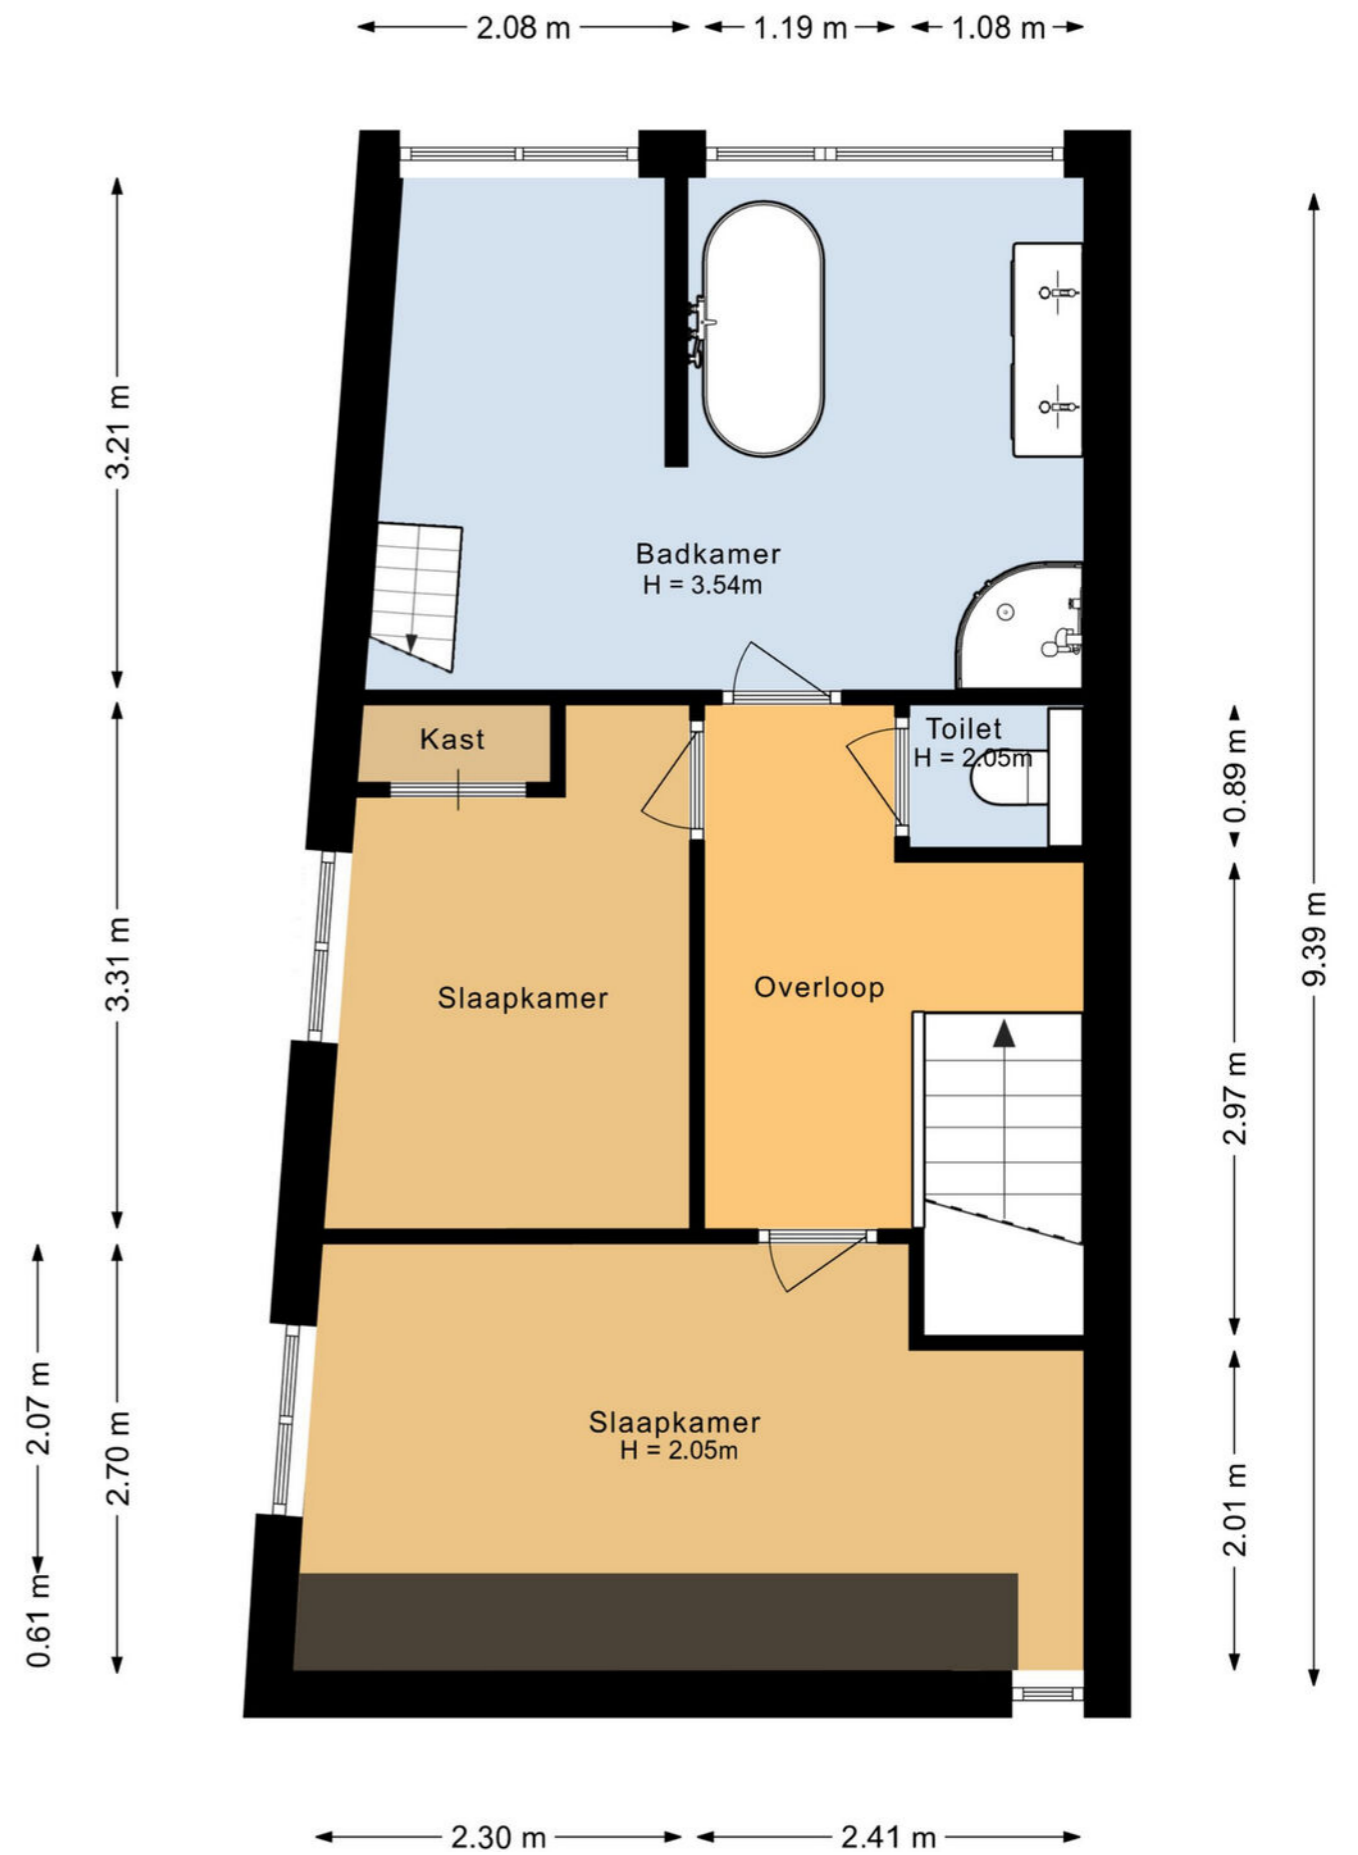 2.08 m
1.19 m
1.08 m
3.21 m
Badkamer
H = 3.54m
Kast
Toilet
H = 2.05m
0.89 m
3.31 m
9.39 m
Slaapkamer
Overloop
2.97 m
2.07 m
2.70 m
Slaapkamer
H = 2.05m
2.01 m
0.61 m
2.30 m
2.41 m